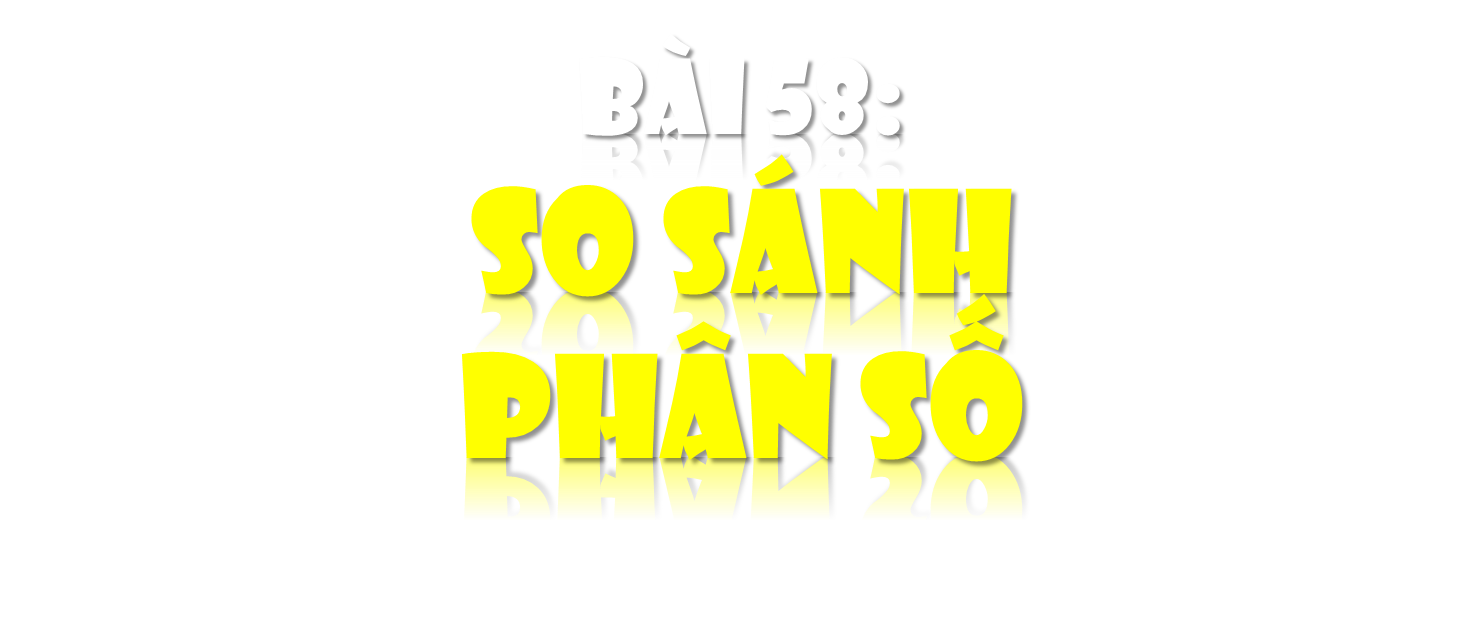 BÀI 58:
SO SÁNH
PHÂN SỐ